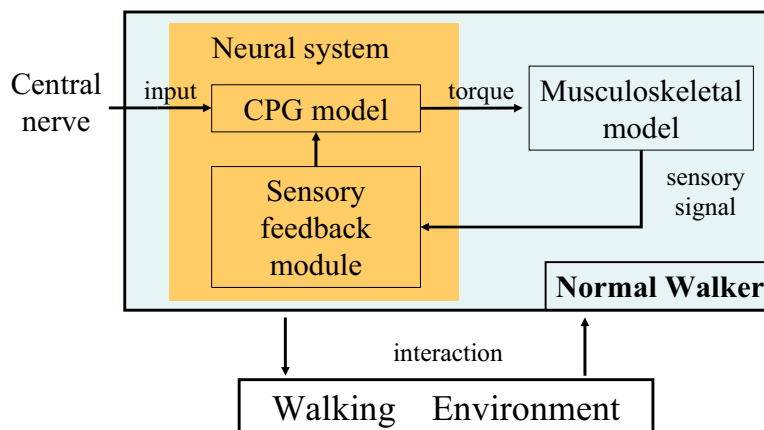 Neural system
Central
nerve
input
CPG model
torque
Musculoskeletal
model
Sensory
feedback
module
sensory
signal
Normal Walker
interaction
Walking Environment